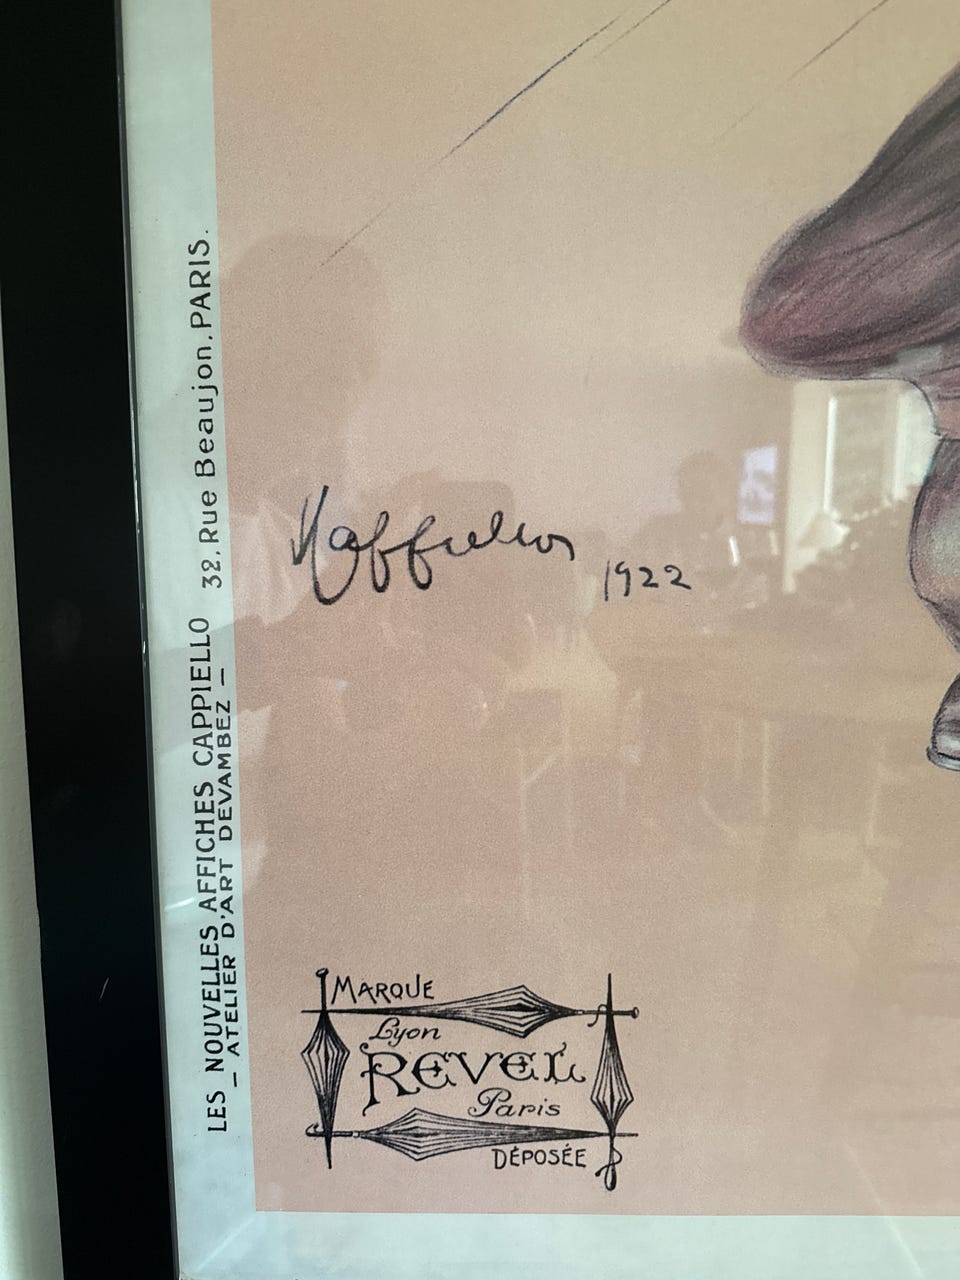 LES NOUVELLES AFFICHES CAPPIELLO 32, Rue Beaujon. PARIS.
— ATELIER D'ART DEVAMBEZ —
1922
MARQUE
Lyon
REVEL
Paris
DÉPOSÉE